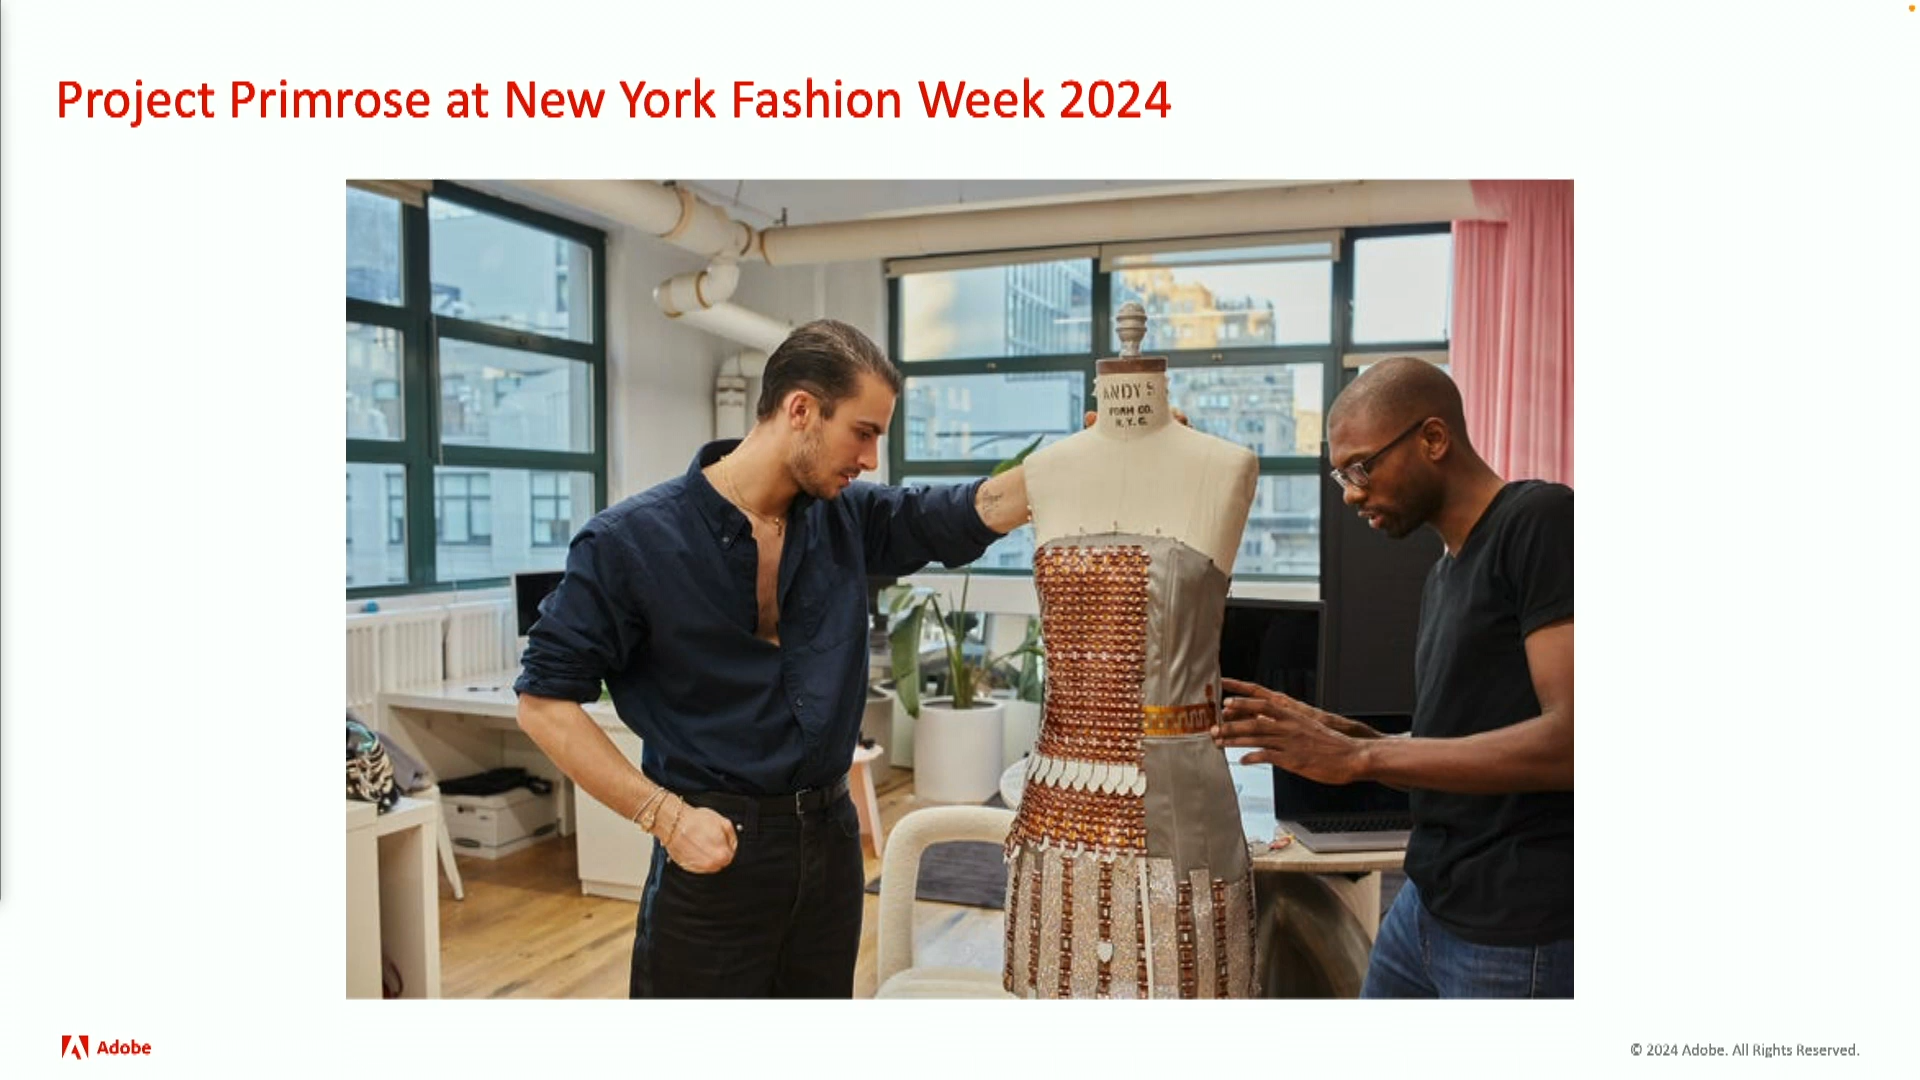 Project Primrose at New York Fashion Week 2024
ANDY'S
FORM CO.
N.Y.C.
Adobe
© 2024 Adobe. All Rights Reserved.